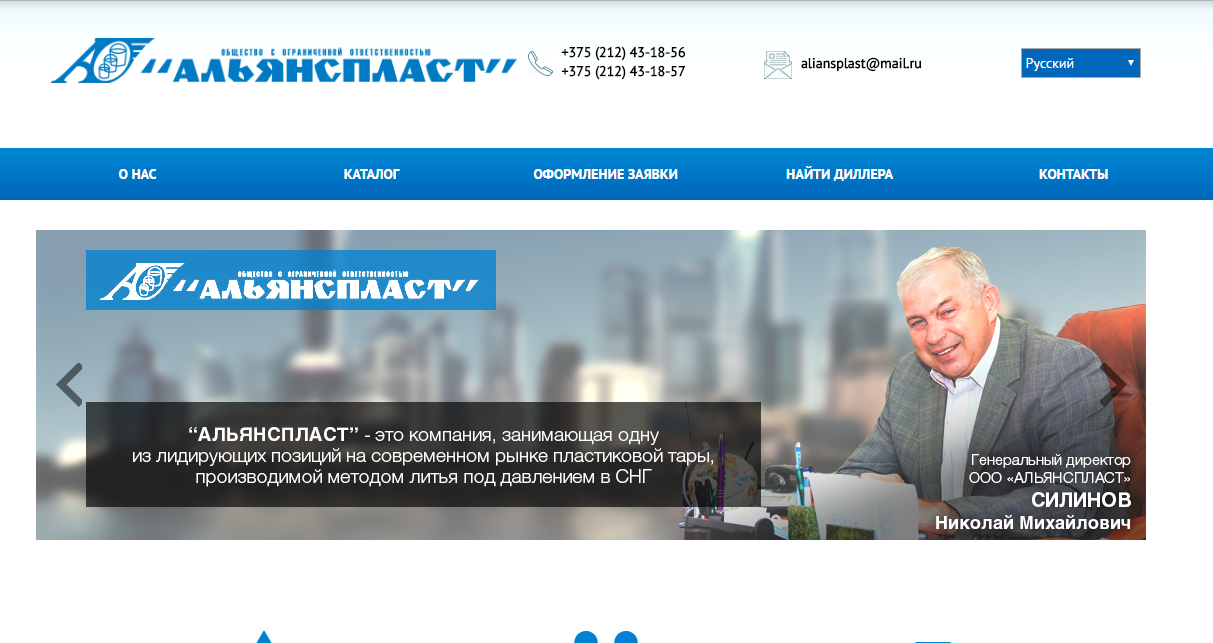 ОБЩЕСТВО С ОГРАНИЧЕННОЙ ОТВЕТСТВЕННОСТЬЮ
"АЛЬЯНСПЛАСТ"
+375 (212) 43-18-56
+375 (212) 43-18-57
aliansplast@mail.ru
Русский
О НАС
КАТАЛОГ
ОФОРМЛЕНИЕ ЗАЯВКИ
НАЙТИ ДИЛЛЕРА
КОНТАКТЫ
ОБЩЕСТВО С ОГРАНИЧЕННОЙ ОТВЕТСТВЕННОСТЬЮ
"АЛЬЯНСПЛАСТ"
“АЛЬЯНСПЛАСТ” - это компания, занимающая одну
из лидирующих позиций на современном рынке пластиковой тары,
производимой методом литья под давлением в СНГ
Генеральный директор
ООО «АЛЬЯНСПЛАСТ»
СИЛИНОВ
Николай Михайлович